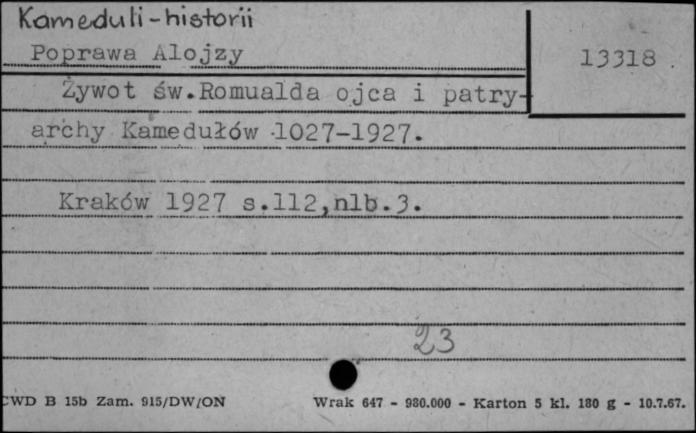 Kameduli-historii
Poprawa Alojzy
13318
Żywot św.Romualda ojca i patry-
archy Kamedułów 1027-1927.
Kraków 1927 s.112,nlb.3.
23
CWD B 15b Zam. 915/DW/ON
Wrak 647 - 980.000 - Karton 5 kl. 180 g - 10.7.67.